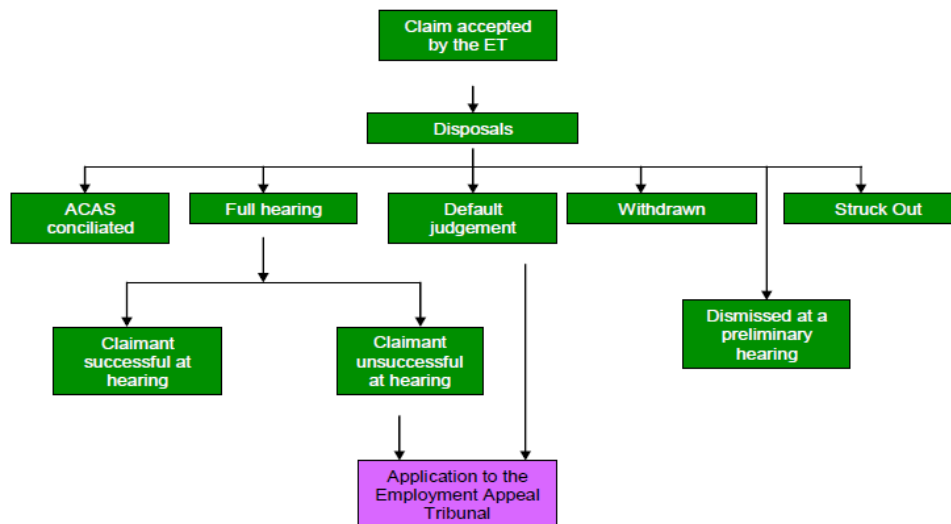 Claim accepted
by the ET
Disposals
ACAS
conciliated
Full hearing
Default
judgement
Withdrawn
Struck Out
Claimant
successful at
hearing
Claimant
unsuccessful
at hearing
Dismissed at a
preliminary
hearing
Application to the
Employment Appeal
Tribunal